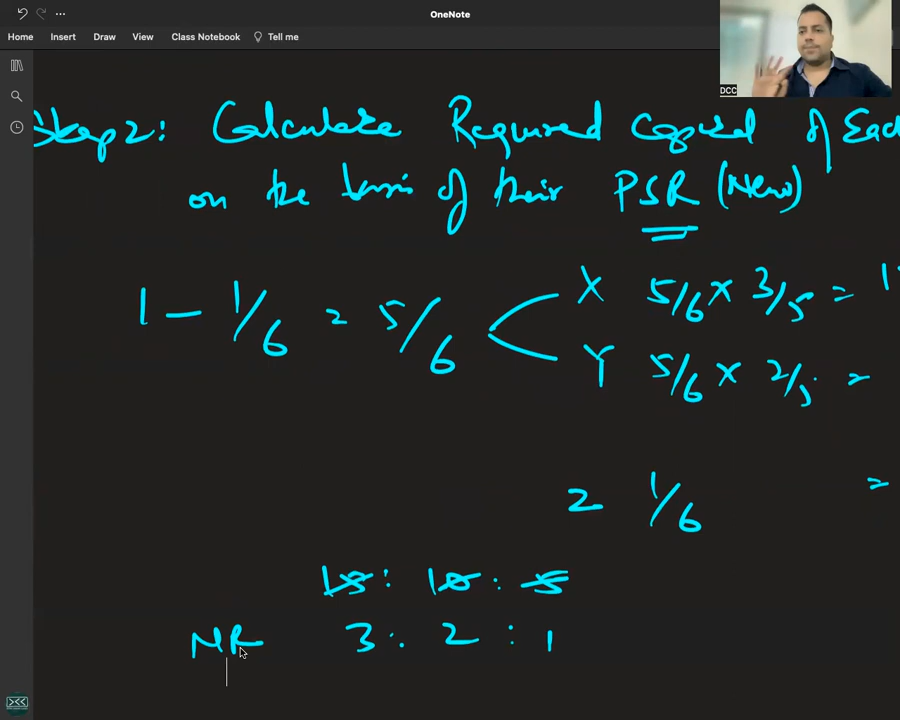 OneNote
Home Insert Draw View Class Notebook Tell me
DCC
Step 2: Calculate Required Capital of Each
on the basis of their PSR (New)
1 - 1/6 = 5/6
X 5/6 X 3/5 = 1
Y 5/6 X 2/5 =
Z 1/6 =
15 : 10 : 5
NR 3 : 2 : 1